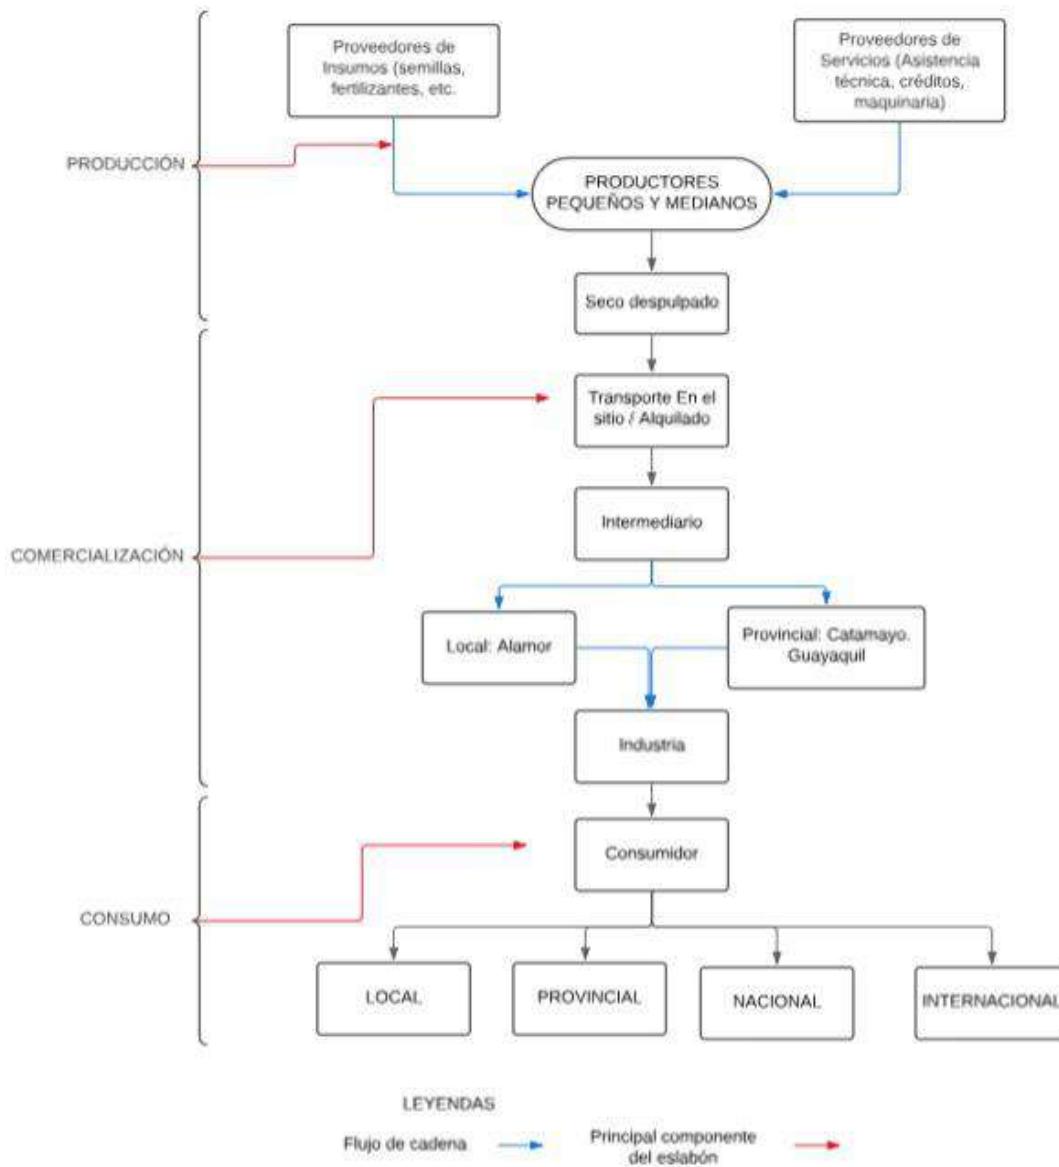 Proveedores de
Insumos (semillas,
fertilizantes, etc.
Proveedores de
Servicios (Asistencia
técnica, créditos,
maquinaria)
PRODUCCIÓN
PRODUCTORES
PEQUEÑOS Y MEDIANOS
Seco despulpado
Transporte En el
sitio / Alquilado
Intermediario
COMERCIALIZACIÓN
Local: Alamor
Provincial: Catamayo.
Guayaquil
Industria
Consumidor
CONSUMO
LOCAL
PROVINCIAL
NACIONAL
INTERNACIONAL
LEYENDAS
Flujo de cadena
Principal componente
del eslabón